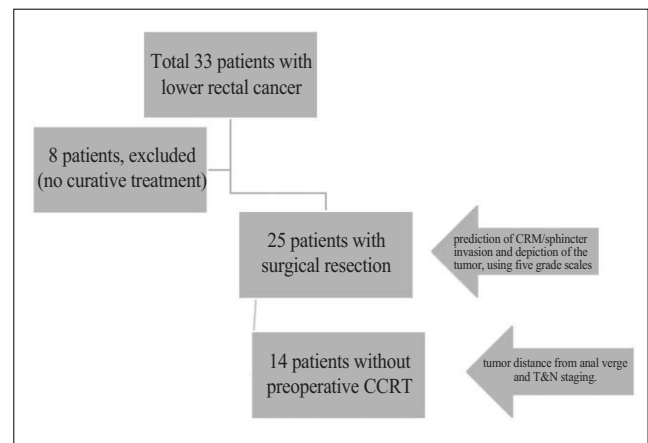 Total 33 patients with
lower rectal cancer
8 patients, excluded
(no curative treatment)
25 patients with
surgical resection
prediction of CRM/sphincter
invasion and depiction of the
tumor, using five grade scales
14 patients without
preoperative CCRT
tumor distance from anal verge
and T&N staging.